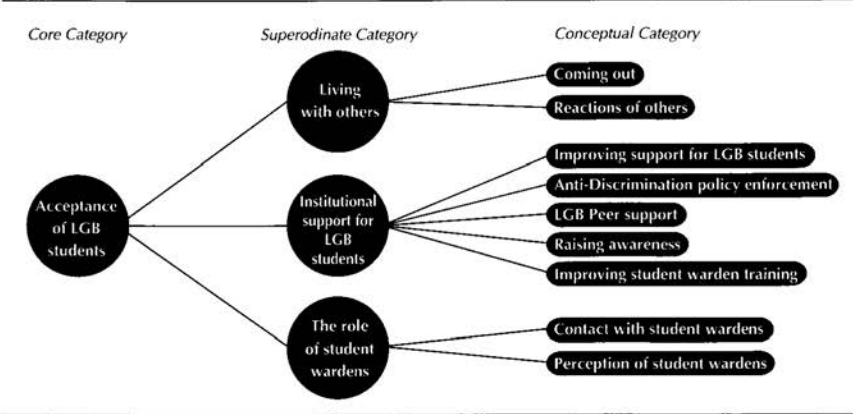 Core Category
Superodinate Category
Conceptual Category
Acceptance
of LGB
students
Living
with others
Coming out
Reactions of others
Institutional
support for
LGB
students
Improving support for LGB students
Anti-Discrimination policy enforcement
LGB Peer support
Raising awareness
Improving student warden training
The role
of student
wardens
Contact with student wardens
Perception of student wardens